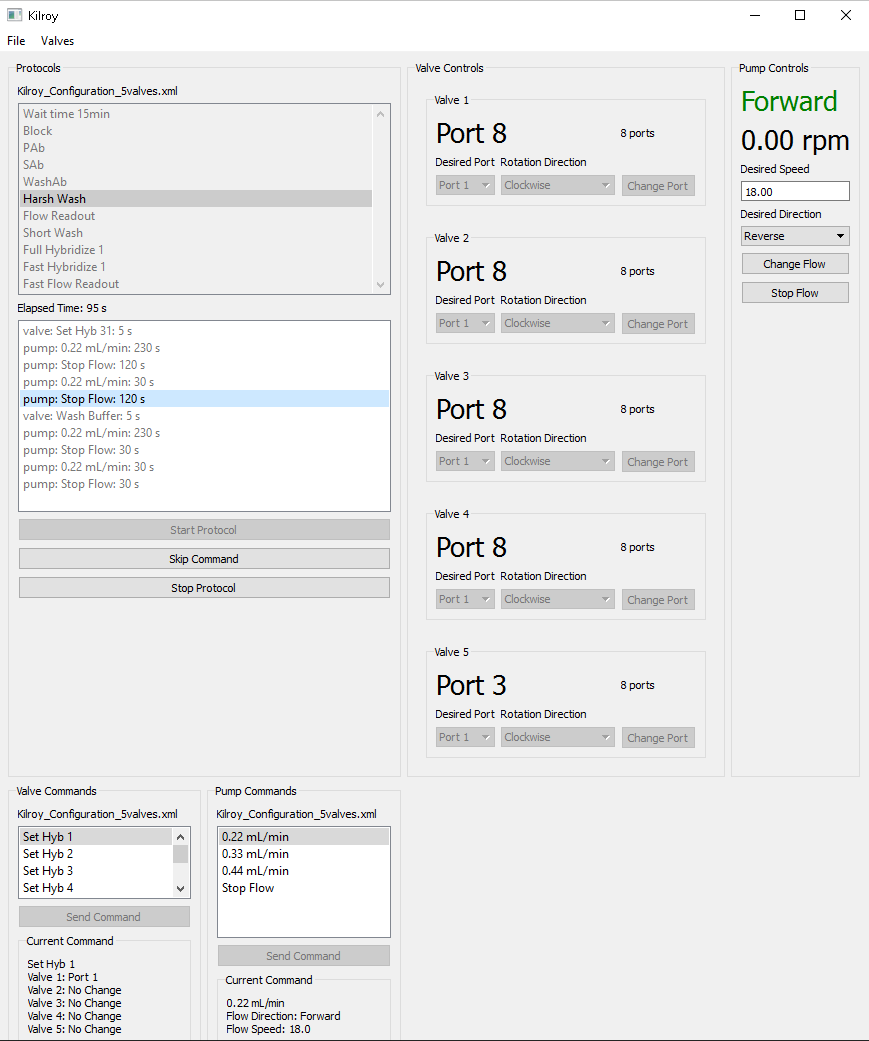 Kilroy
File Valves
Protocols
Kilroy_Configuration_5valves.xml
Wait time 15min
Block
PAb
SAb
WashAb
Harsh Wash
Flow Readout
Short Wash
Full Hybridize 1
Fast Hybridize 1
Fast Flow Readout
Elapsed Time: 95 s
valve: Set Hyb 31: 5 s
pump: 0.22 mL/min: 230 s
pump: Stop Flow: 120 s
pump: 0.22 mL/min: 30 s
pump: Stop Flow: 120 s
valve: Wash Buffer: 5 s
pump: 0.22 mL/min: 230 s
pump: Stop Flow: 30 s
pump: 0.22 mL/min: 30 s
pump: Stop Flow: 30 s
Start Protocol
Skip Command
Stop Protocol
Valve Controls
Valve 1
Port 8 8 ports
Desired Port Rotation Direction
Port 1 Clockwise Change Port
Valve 2
Port 8 8 ports
Desired Port Rotation Direction
Port 1 Clockwise Change Port
Valve 3
Port 8 8 ports
Desired Port Rotation Direction
Port 1 Clockwise Change Port
Valve 4
Port 8 8 ports
Desired Port Rotation Direction
Port 1 Clockwise Change Port
Valve 5
Port 3 8 ports
Desired Port Rotation Direction
Port 1 Clockwise Change Port
Pump Controls
Forward
0.00 rpm
Desired Speed
18.00
Desired Direction
Reverse
Change Flow
Stop Flow
Valve Commands
Kilroy_Configuration_5valves.xml
Set Hyb 1
Set Hyb 2
Set Hyb 3
Set Hyb 4
Send Command
Current Command
Set Hyb 1
Valve 1: Port 1
Valve 2: No Change
Valve 3: No Change
Valve 4: No Change
Valve 5: No Change
Pump Commands
Kilroy_Configuration_5valves.xml
0.22 mL/min
0.33 mL/min
0.44 mL/min
Stop Flow
Send Command
Current Command
0.22 mL/min
Flow Direction: Forward
Flow Speed: 18.0